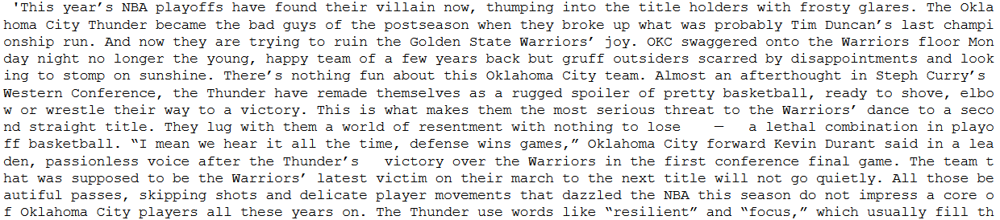 'This year’s NBA playoffs have found their villain now, thumping into the title holders with frosty glares. The Okla
homa City Thunder became the bad guys of the postseason when they broke up what was probably Tim Duncan’s last champi
onship run. And now they are trying to ruin the Golden State Warriors’ joy. OKC swaggered onto the Warriors floor Mon
day night no longer the young, happy team of a few years back but gruff outsiders scarred by disappointments and look
ing to stomp on sunshine. There’s nothing fun about this Oklahoma City team. Almost an afterthought in Steph Curry’s
Western Conference, the Thunder have remade themselves as a rugged spoiler of pretty basketball, ready to shove, elbo
w or wrestle their way to a victory. This is what makes them the most serious threat to the Warriors’ dance to a seco
nd straight title. They lug with them a world of resentment with nothing to lose — a lethal combination in playo
ff basketball. “I mean we hear it all the time, defense wins games,” Oklahoma City forward Kevin Durant said in a lea
den, passionless voice after the Thunder’s victory over the Warriors in the first conference final game. The team t
hat was supposed to be the Warriors’ latest victim on their march to the next title will not go quietly. All those be
autiful passes, skipping shots and delicate player movements that dazzled the NBA this season do not impress a core o
f Oklahoma City players all these years on. The Thunder use words like “resilient” and “focus,” which usually fill th